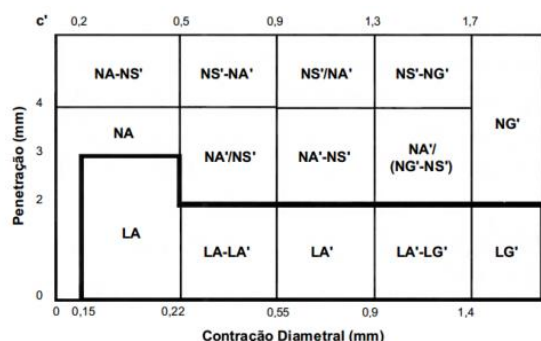 c' 0,2 0,5 0,9 1,3 1,7
NA-NS' NS'-NA' NS'/NA' NS'-NG'
4
NA NG'
3 NA'/NS' NA'-NS' NA'/
(NG'-NS')
2
LA LA-LA' LA' LA'-LG' LG'
0
0 0,15 0,22 0,55 0,9 1,4
Penetração (mm)
Contração Diametral (mm)